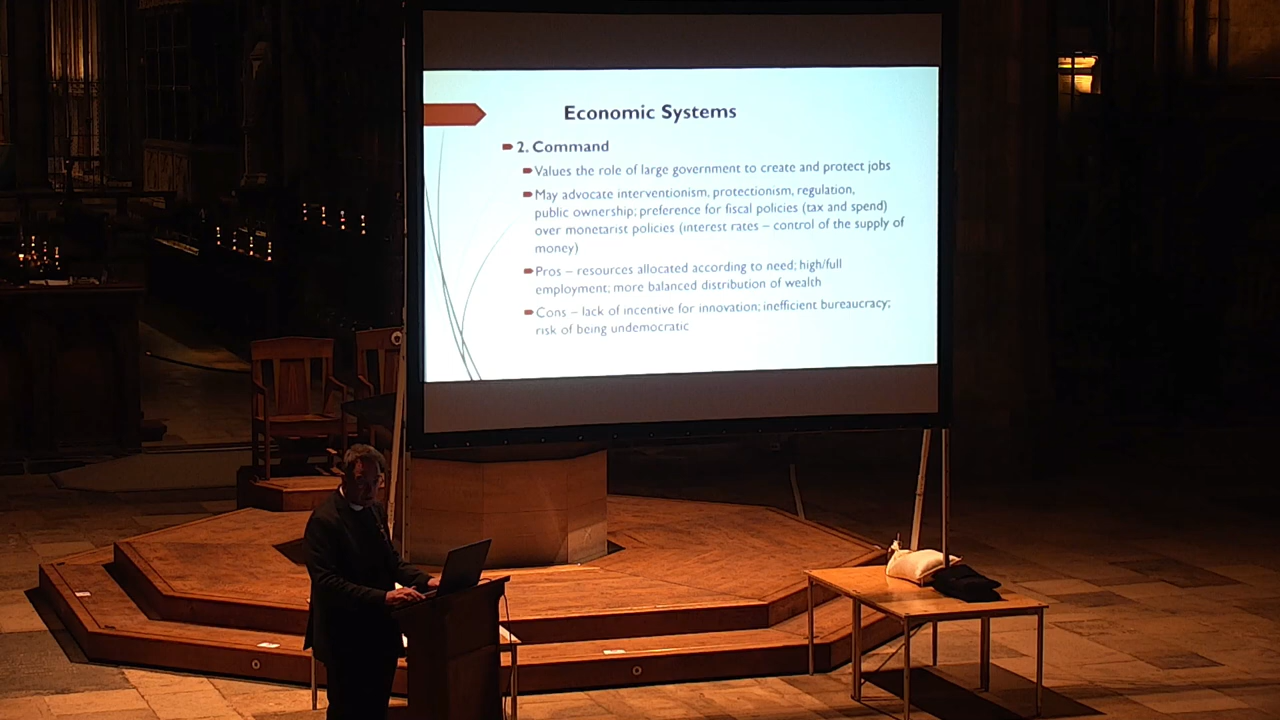 Economic Systems
2. Command
Values the role of large government to create and protect jobs
May advocate interventionism, protectionism, regulation,
public ownership; preference for fiscal policies (tax and spend)
over monetarist policies (interest rates – control of the supply of
money)
Pros – resources allocated according to need; high/full
employment; more balanced distribution of wealth
Cons – lack of incentive for innovation; inefficient bureaucracy;
risk of being undemocratic